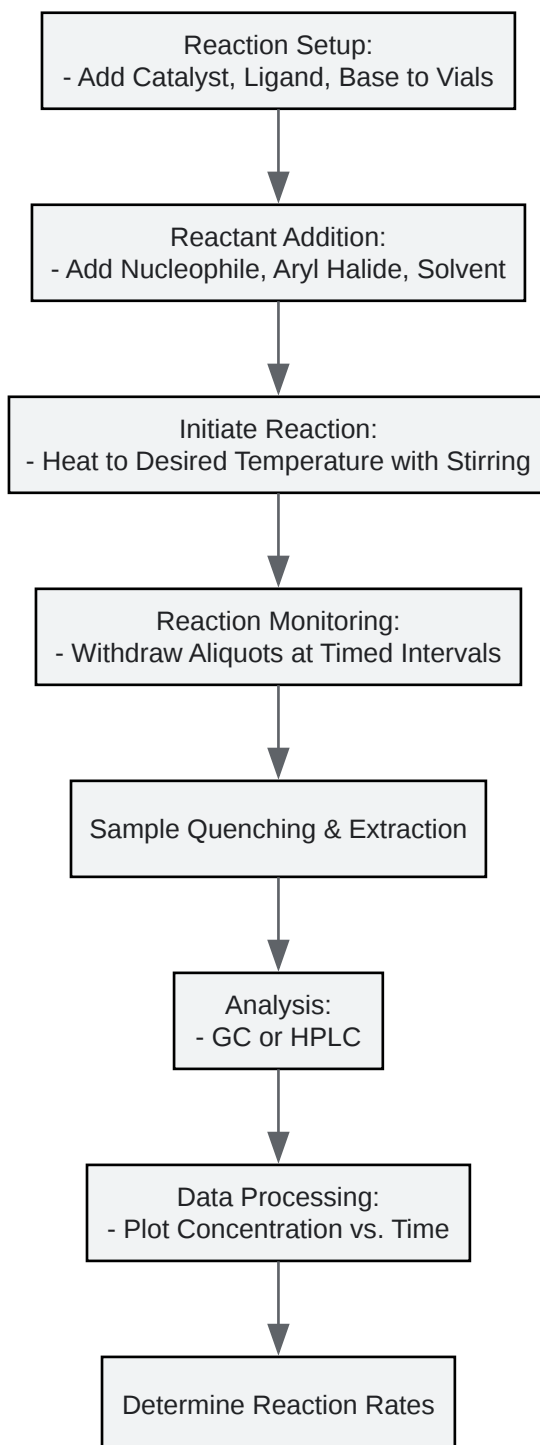 Reaction Setup:
- Add Catalyst, Ligand, Base to Vials
Reactant Addition:
- Add Nucleophile, Aryl Halide, Solvent
Initiate Reaction:
- Heat to Desired Temperature with Stirring
Reaction Monitoring:
- Withdraw Aliquots at Timed Intervals
Sample Quenching & Extraction
Analysis:
- GC or HPLC
Data Processing:
- Plot Concentration vs. Time
Determine Reaction Rates